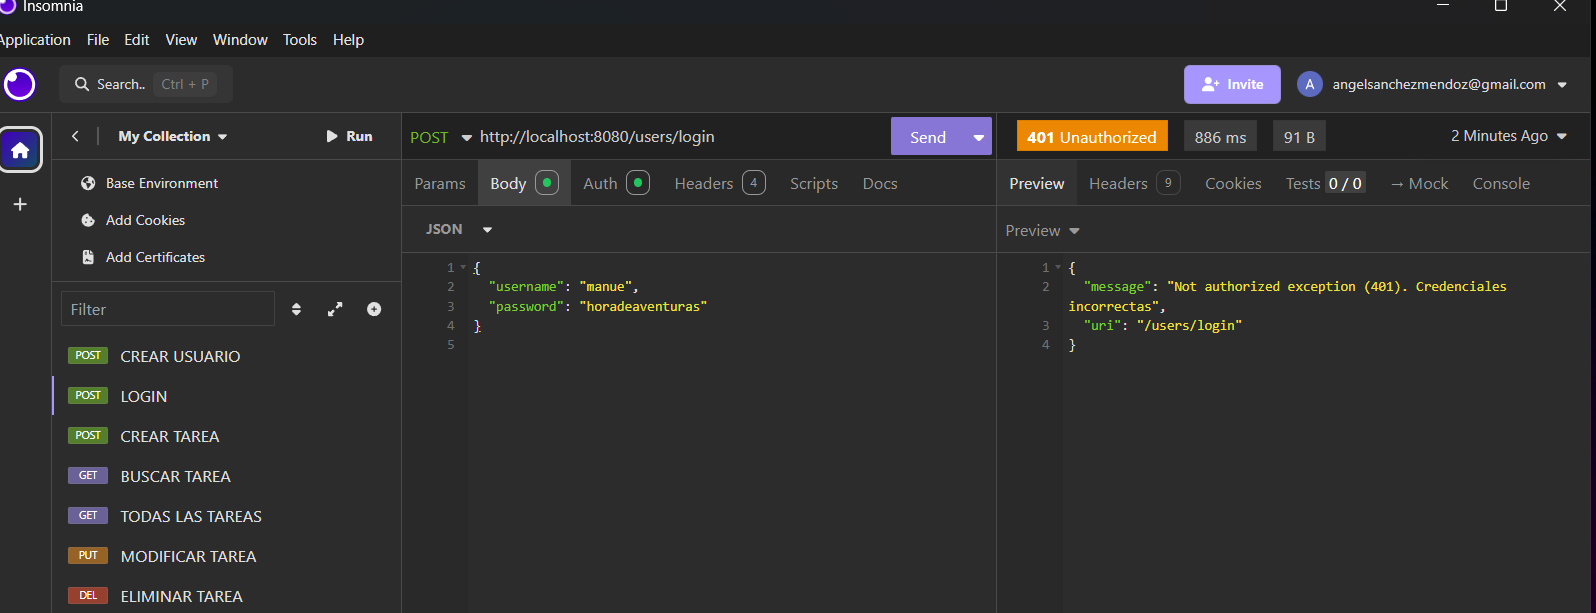 Insomnia
Application File Edit View Window Tools Help
Search.. Ctrl + P
Invite
A angelsanchezmendoz@gmail.com
My Collection
Run
POST http://localhost:8080/users/login
Send
401 Unauthorized 886 ms 91 B 2 Minutes Ago
Base Environment
Add Cookies
Add Certificates
Params Body Auth Headers 4 Scripts Docs
Preview Headers 9 Cookies Tests 0 / 0 → Mock Console
JSON
Preview
1 {
2 "username": "manue",
3 "password": "horadeaventuras"
4 }
5
1 {
2 "message": "Not authorized exception (401). Credenciales
incorrectas",
3 "uri": "/users/login"
4 }
Filter
POST CREAR USUARIO
POST LOGIN
POST CREAR TAREA
GET BUSCAR TAREA
GET TODAS LAS TAREAS
PUT MODIFICAR TAREA
DEL ELIMINAR TAREA